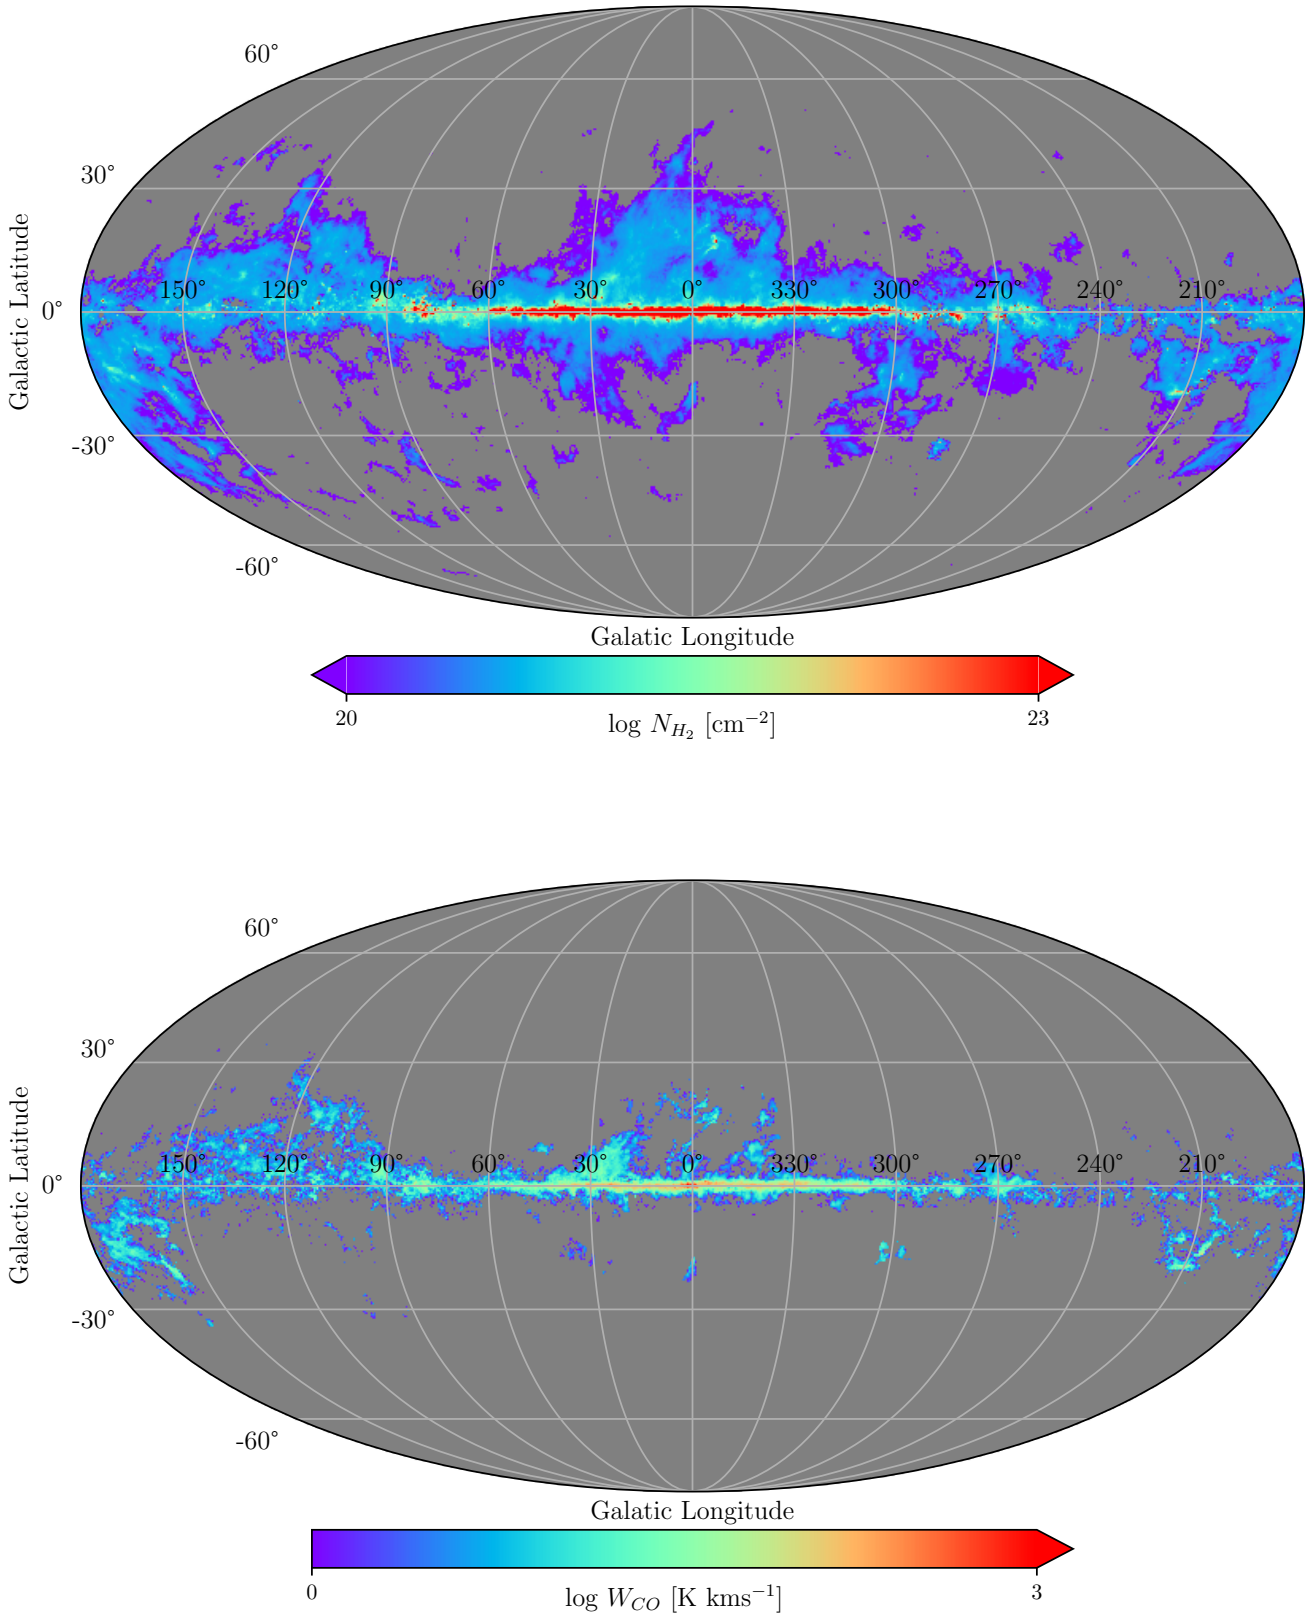 60°
30°
Galactic Latitude
150° 120° 90° 60° 30° 0° 330° 300° 270° 240° 210°
0°
-30°
-60°
Galatic Longitude
20 23
log N_{H_2} [cm^{-2}]
60°
30°
Galactic Latitude
150° 120° 90° 60° 30° 0° 330° 300° 270° 240° 210°
0°
-30°
-60°
Galatic Longitude
0 3
log W_{CO} [K kms^{-1}]